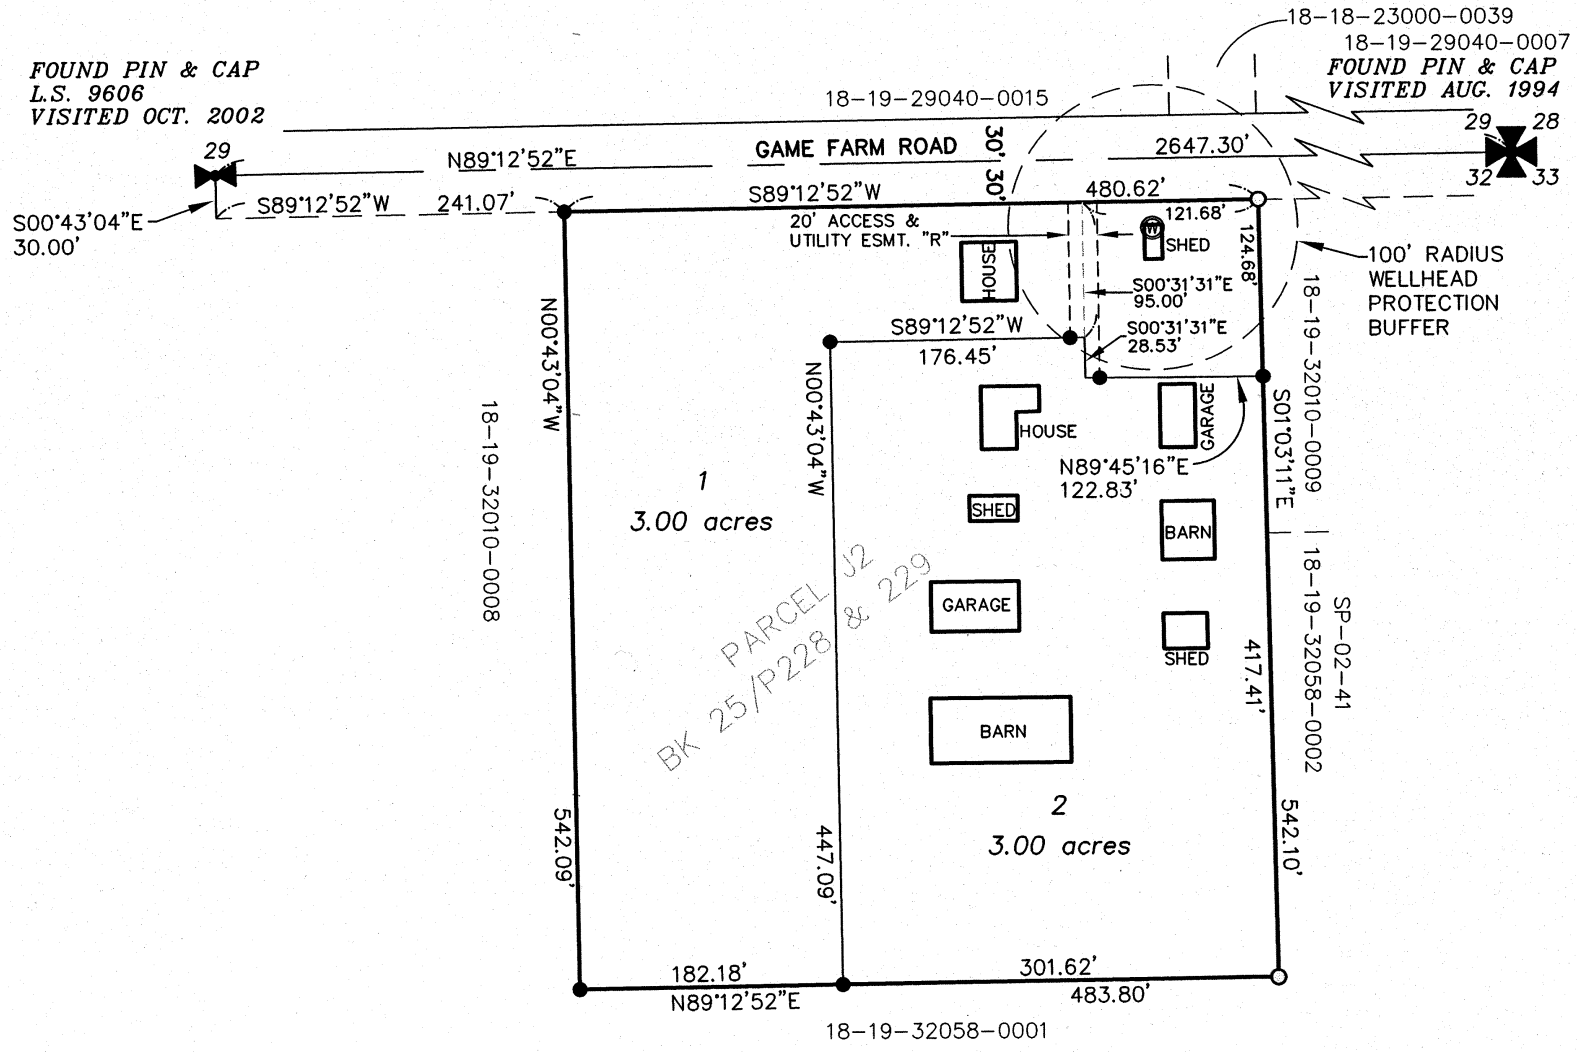 18-18-23000-0039
18-19-29040-0007
FOUND PIN & CAP
L.S. 9606
VISITED OCT. 2002
FOUND PIN & CAP
VISITED AUG. 1994
18-19-29040-0015
29
N89°12'52"E
GAME FARM ROAD
30'
30'
2647.30'
29
28
32
33
S00°43'04"E
30.00'
S89°12'52"W
241.07'
S89°12'52"W
480.62'
20' ACCESS &
UTILITY ESMT. "R"
121.68'
W
SHED
124.68'
100' RADIUS
WELLHEAD
PROTECTION
BUFFER
HOUSE
S00°31'31"E
95.00'
S89°12'52"W
176.45'
S00°31'31"E
28.53'
N00°43'04"W
N00°43'04"W
18-19-32010-0008
18-19-32010-0009
HOUSE
GARAGE
S01°03'11"E
N89°45'16"E
122.83'
1
3.00 acres
SHED
BARN
PARCEL J2
BK 25/P228 & 229
GARAGE
SHED
SP-02-41
18-19-32058-0002
417.41'
BARN
2
3.00 acres
542.09'
447.09'
542.10'
182.18'
N89°12'52"E
301.62'
483.80'
18-19-32058-0001